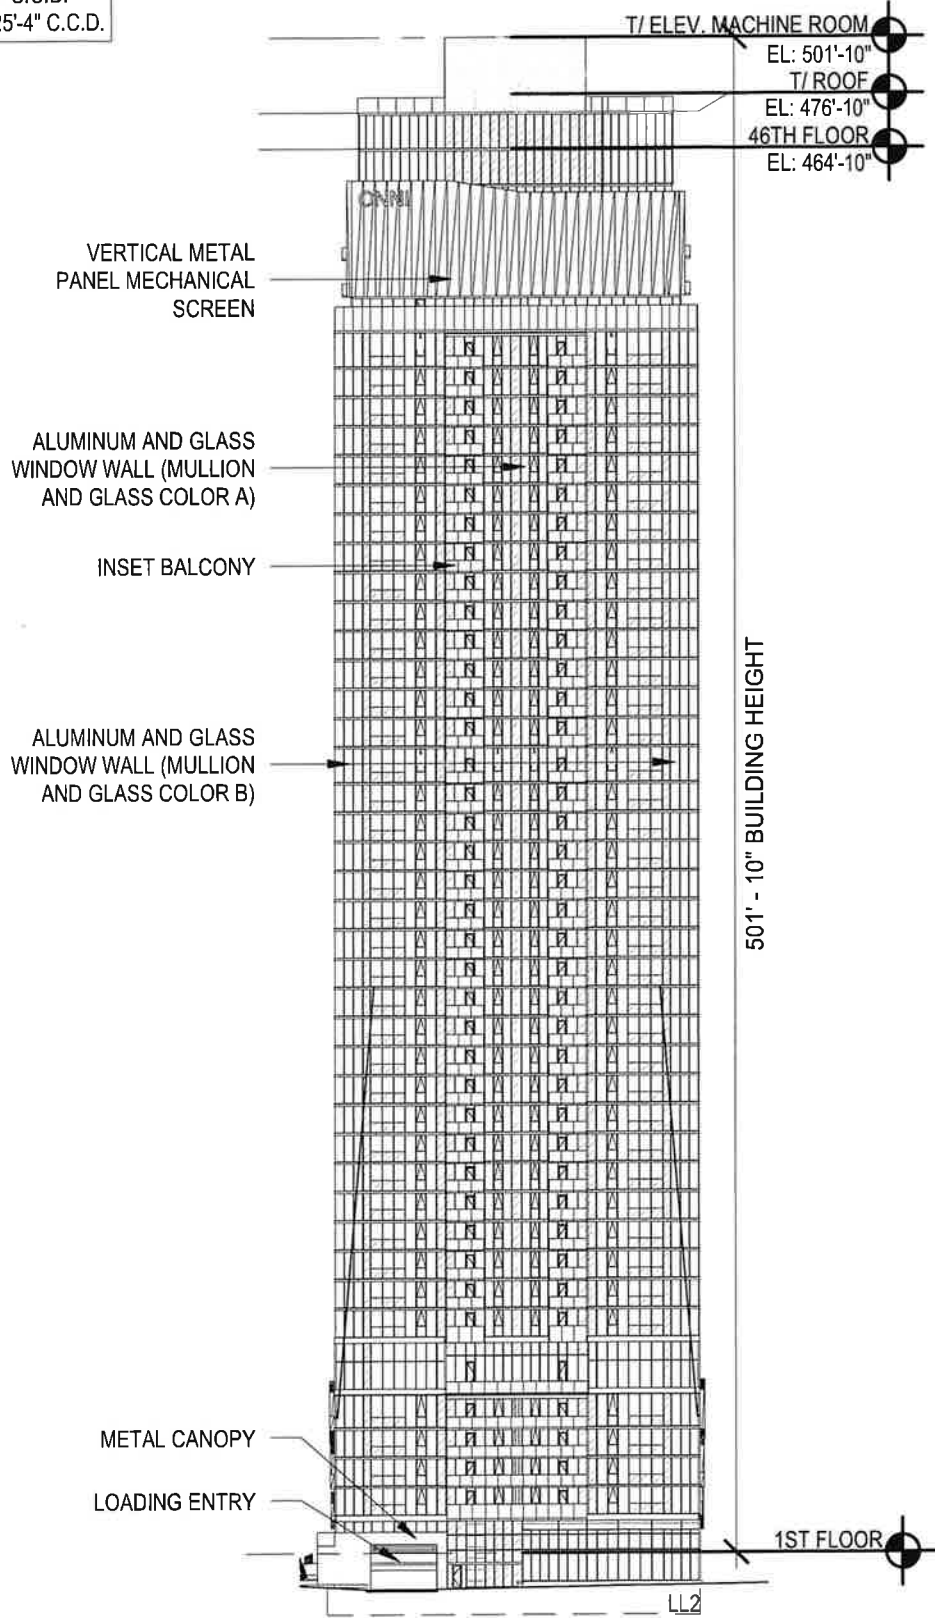 25'-4" C.C.D.
T/ ELEV. MACHINE ROOM
EL: 501'-10"
T/ ROOF
EL: 476'-10"
46TH FLOOR
EL: 464'-10"
VERTICAL METAL
PANEL MECHANICAL
SCREEN
ALUMINUM AND GLASS
WINDOW WALL (MULLION
AND GLASS COLOR A)
INSET BALCONY
ALUMINUM AND GLASS
WINDOW WALL (MULLION
AND GLASS COLOR B)
501' - 10" BUILDING HEIGHT
METAL CANOPY
LOADING ENTRY
1ST FLOOR
LL2